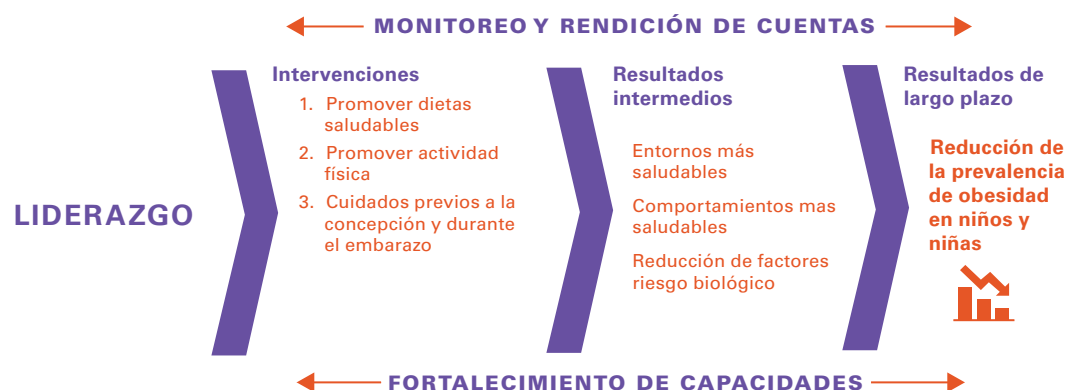 MONITOREO Y RENDICIÓN DE CUENTAS
LIDERAZGO
Intervenciones
1. Promover dietas
saludables
2. Promover actividad
física
3. Cuidados previos a la
concepción y durante
el embarazo
Resultados
intermedios
Entornos más
saludables
Comportamientos mas
saludables
Reducción de factores
riesgo biológico
Resultados de
largo plazo
Reducción de
la prevalencia
de obesidad
en niños y
niñas
FORTALECIMIENTO DE CAPACIDADES